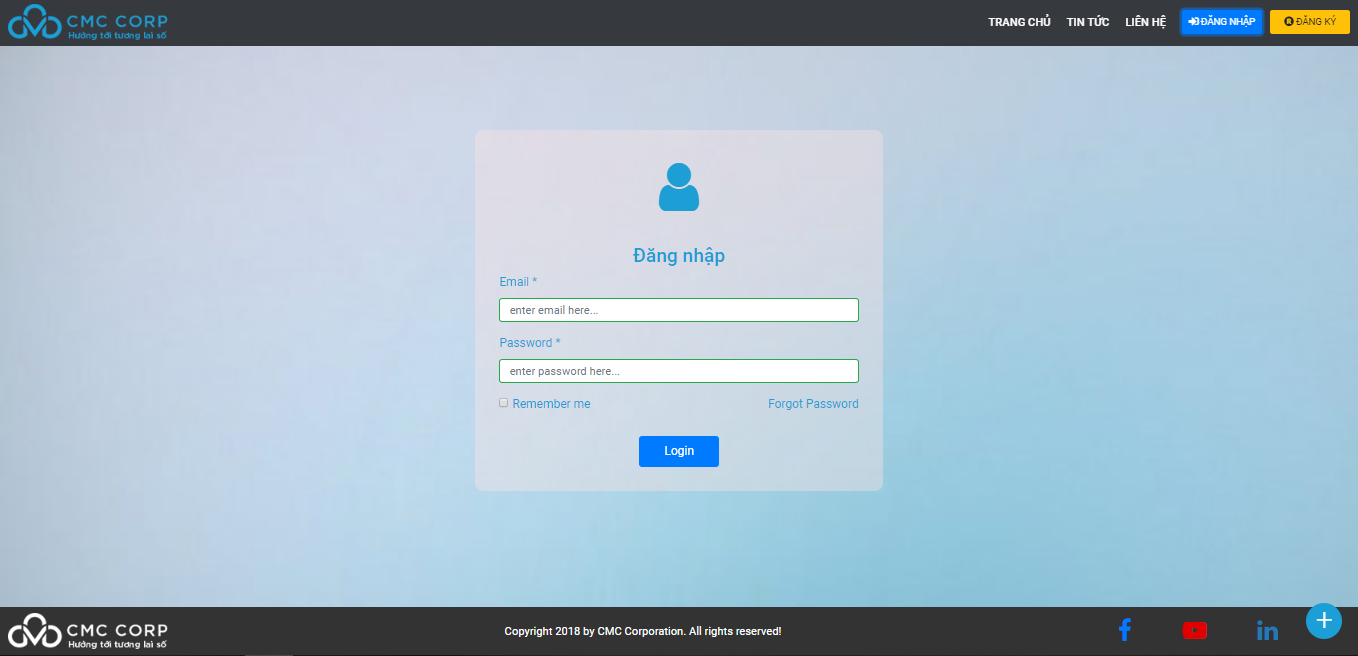 CMC CORP
Hướng tới tương lai số
TRANG CHỦ TIN TỨC LIÊN HỆ ĐĂNG NHẬP ĐĂNG KÝ
Đăng nhập
Email *
enter email here...
Password *
enter password here...
Remember me Forgot Password
Login
CMC CORP
Hướng tới tương lai số
Copyright 2018 by CMC Corporation. All rights reserved!